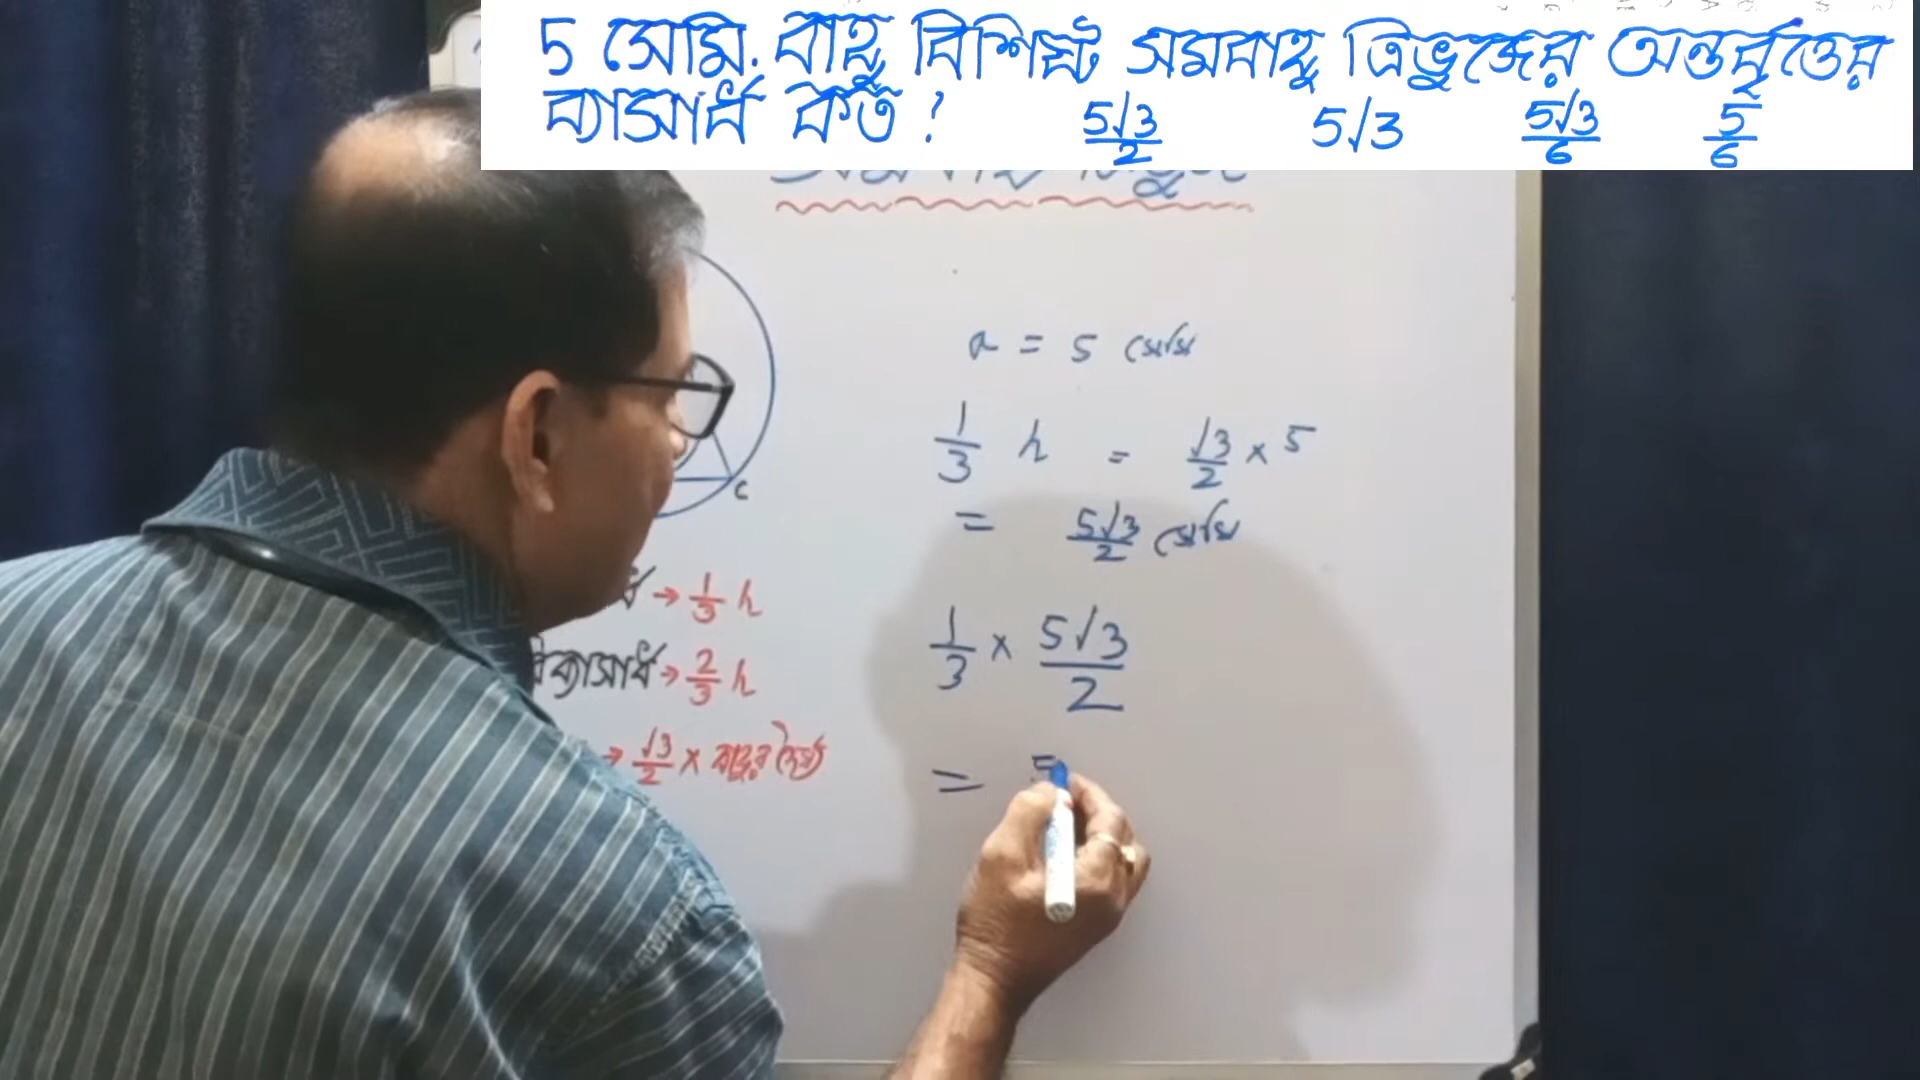 5 সেমি. বাহু বিশিষ্ট সমবাহু ত্রিভুজের অন্তর্বৃত্তের
ব্যাসার্ধ কত ? 5√3/2 5√3 5√3/6 5/6
a = 5 সেমি
1/3 h = √3/2 × 5
= 5√3/2 সেমি
1/3 × 5√3/2
=
C
→ 1/3 h
ব্যাসার্ধ → 2/3 h
→ √3/2 × বাহুর দৈর্ঘ্য